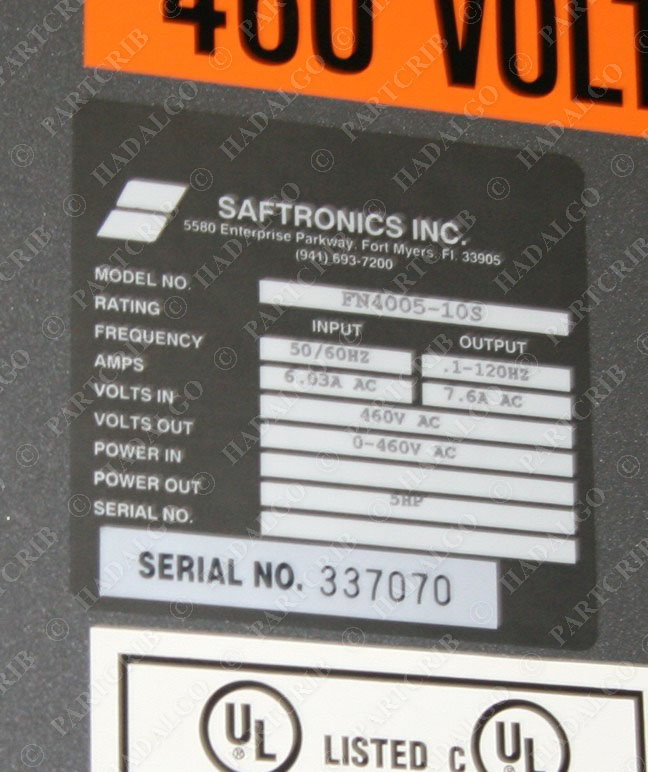 460 VOLT
SAFTRONICS INC.
5580 Enterprise Parkway, Fort Myers, Fl. 33905
(941) 693-7200
MODEL NO. FN4005-10S
RATING INPUT OUTPUT
FREQUENCY 50/60HZ .1-120HZ
AMPS 6.03A AC 7.6A AC
VOLTS IN 460V AC
VOLTS OUT 0-460V AC
POWER IN
POWER OUT 5HP
SERIAL NO.
SERIAL NO. 337070
UL ® LISTED C UL ®
© PARTCRIB
© HADALGO